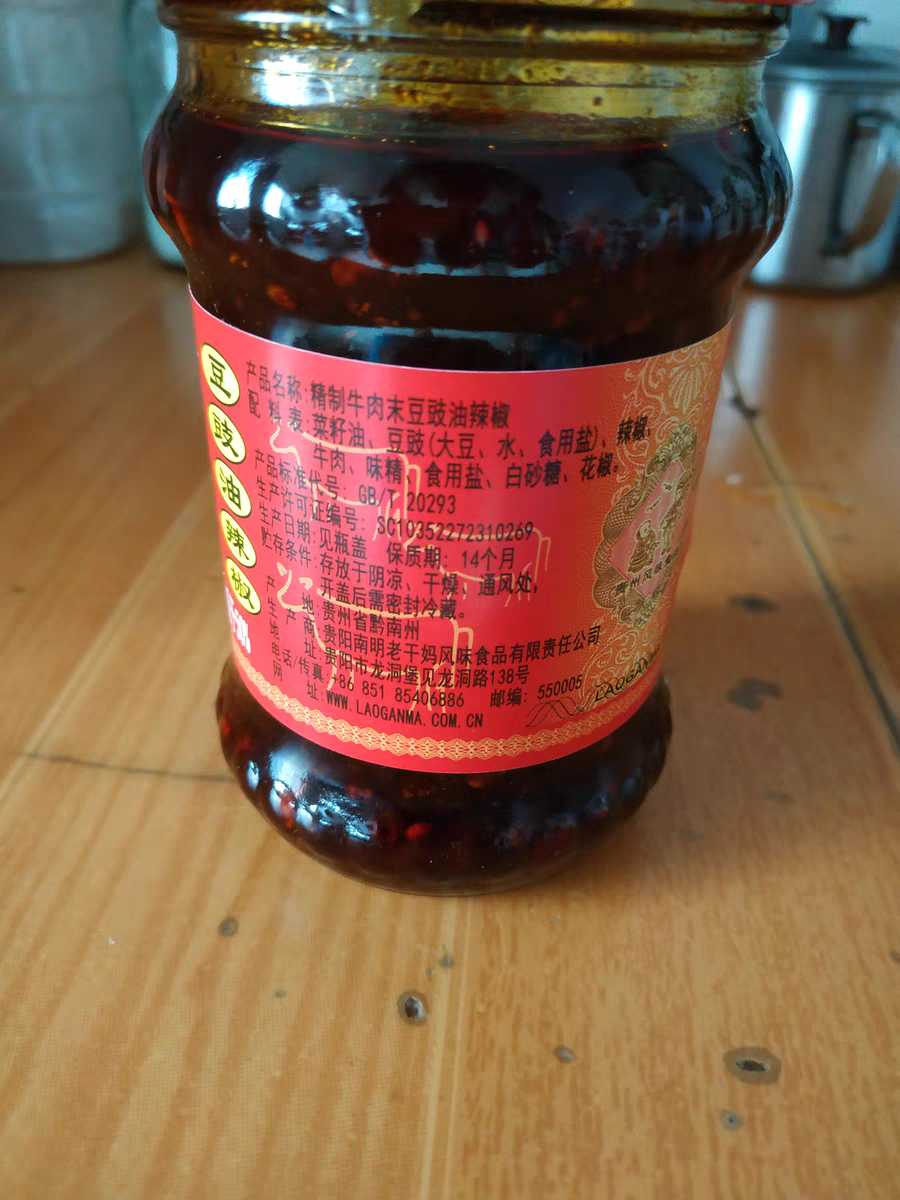 豆豉油辣椒
产品名称:精制牛肉末豆豉油辣椒
配 料 表:菜籽油、豆豉(大豆、水、食用盐)、辣椒、
牛肉、味精、食用盐、白砂糖、花椒。
产品标准代号: GB/T 20293
生产许可证编号: SC10352272310269
生产日期:见瓶盖 保质期: 14个月
贮存条件:存放于阴凉、干燥、通风处,
开盖后需密封冷藏。
产 地:贵州省黔南州
生 产 商:贵阳南明老干妈风味食品有限责任公司
地 址:贵阳市龙洞堡见龙洞路138号
电话/传真:+86 851 85406886 邮编: 550005
网 址:WWW.LAOGANMA.COM.CN
LAOGANMA